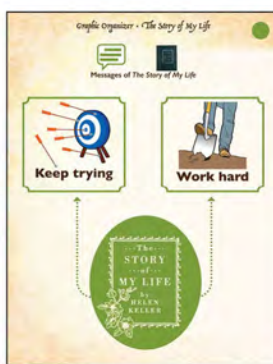 Graphic Organizer • The Story of My Life
Messages of The Story of My Life
Keep trying
Work hard
The
STORY
of
MY LIFE
by
HELEN
KELLER